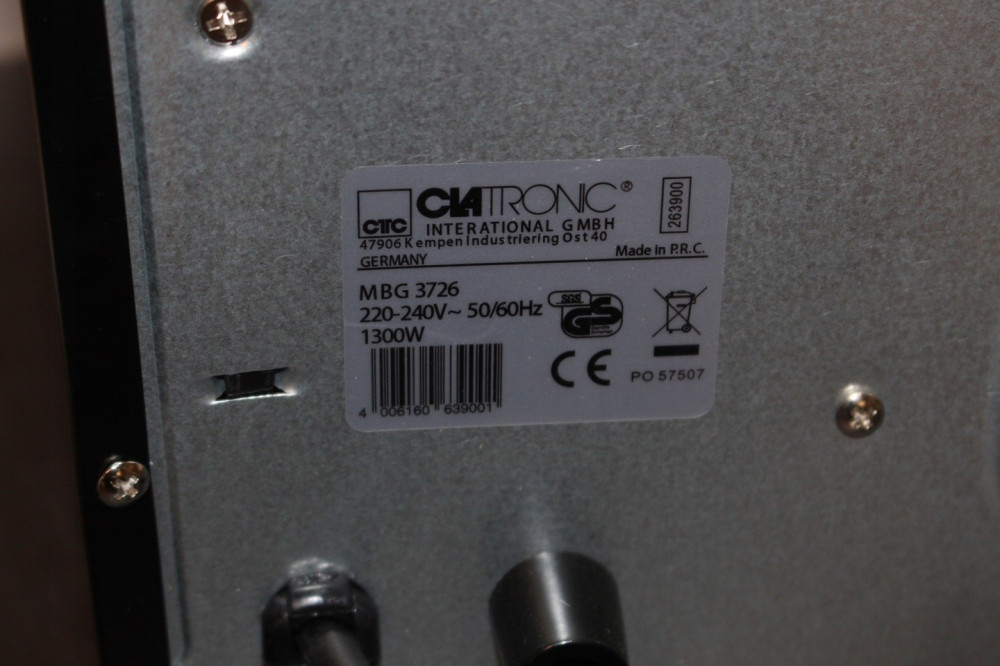 CTC CLATRONIC®
INTERATIONAL GMBH
47906 Kempen Industriering Ost 40
GERMANY
Made in P.R.C.
263900
MBG 3726
220-240V~ 50/60Hz
1300W
SGS
GS
CE
PO 57507
4 006160 639001